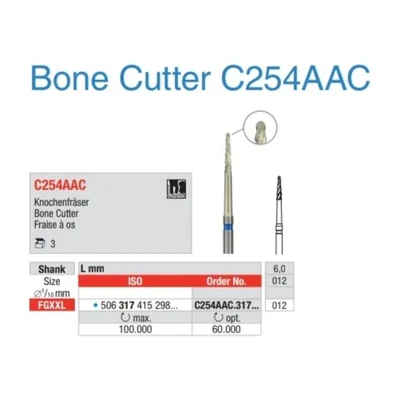 Bone Cutter C254AAC
C254AAC
Knochenfräser
Bone Cutter
Fraise à os
3
Shank L mm 6,0
Size ISO Order No. 012
Ø 1/10 mm
FGXXL • 506 317 415 298... C254AAC.317... 012
max. opt.
100.000 60.000